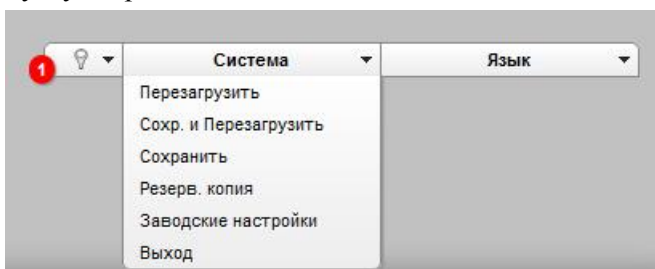 1 Система Язык
Перезагрузить
Сохр. и Перезагрузить
Сохранить
Резерв. копия
Заводские настройки
Выход